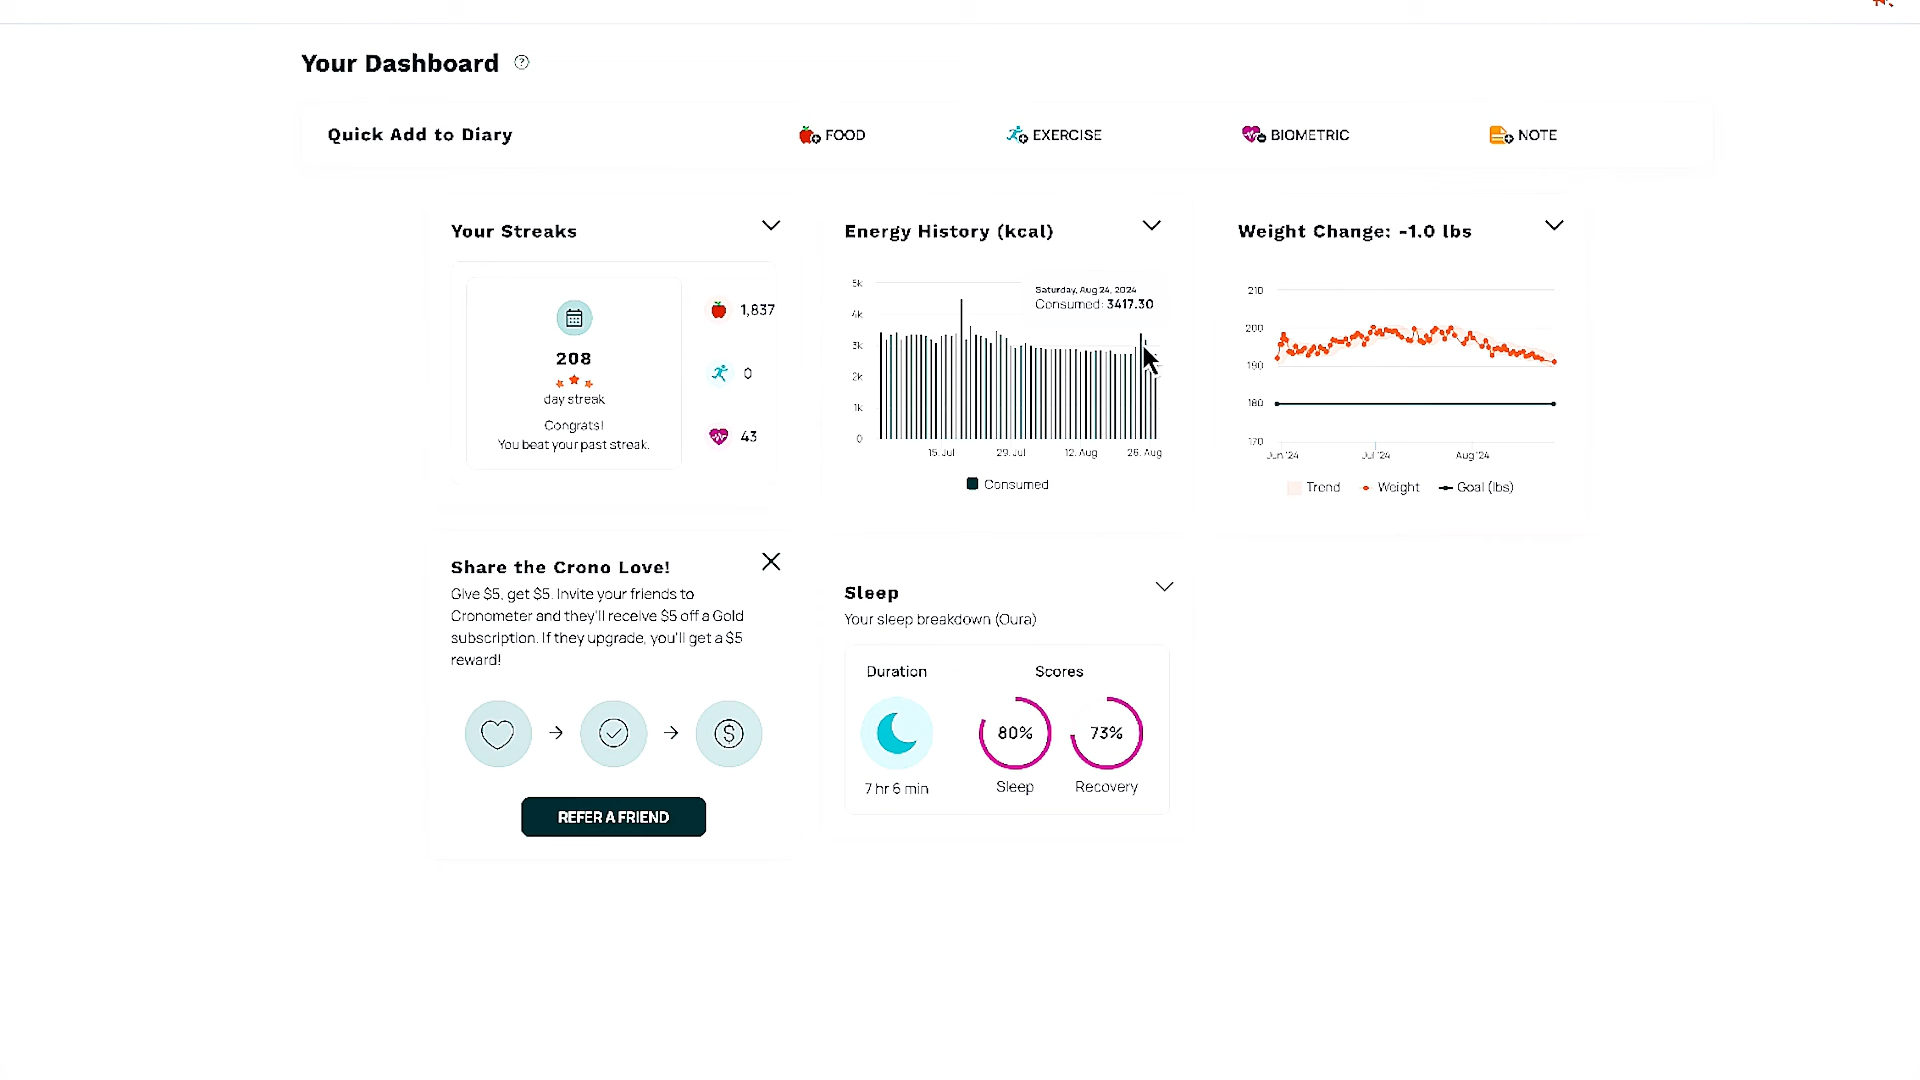 Your Dashboard ?
Quick Add to Diary
FOOD
EXERCISE
BIOMETRIC
NOTE
Your Streaks
208
day streak
Congrats!
You beat your past streak.
1,837
0
43
Energy History (kcal)
5k
4k
3k
2k
1k
0
Saturday, Aug 24, 2024
Consumed: 3417.30
15. Jul
29. Jul
12. Aug
26. Aug
Consumed
Weight Change: -1.0 lbs
210
200
190
180
170
Jun '24
Jul '24
Aug '24
Trend
Weight
Goal (lbs)
Share the Crono Love!
Give $5, get $5. Invite your friends to
Cronometer and they'll receive $5 off a Gold
subscription. If they upgrade, you'll get a $5
reward!
$
REFER A FRIEND
Sleep
Your sleep breakdown (Oura)
Duration
Scores
80%
73%
7 hr 6 min
Sleep
Recovery